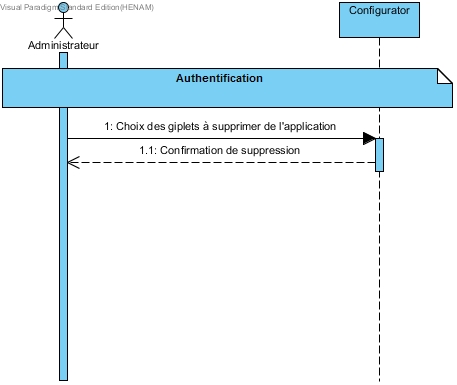 Visual Paradigm Standard Edition(HENAM)
Administrateur
Configurator
Authentification
1: Choix des giplets à supprimer de l'application
1.1: Confirmation de suppression